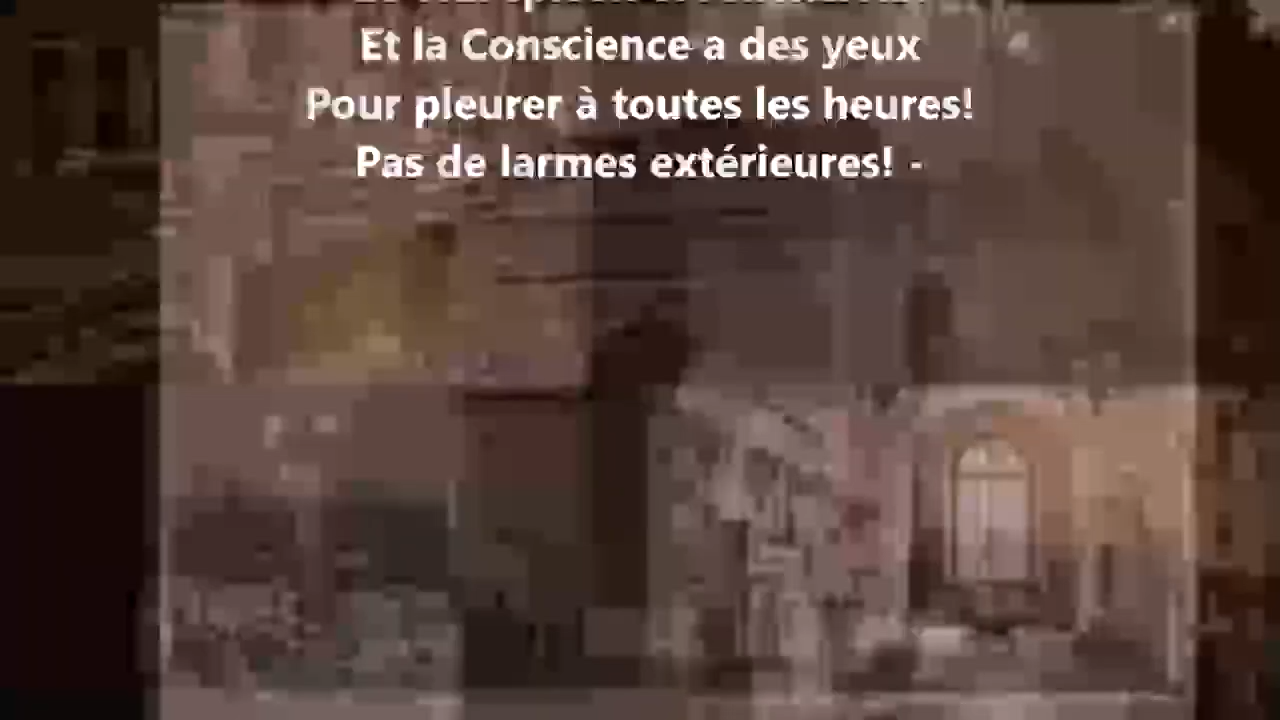 Et la Conscience a des yeux
Pour pleurer à toutes les heures!
Pas de larmes extérieures! -